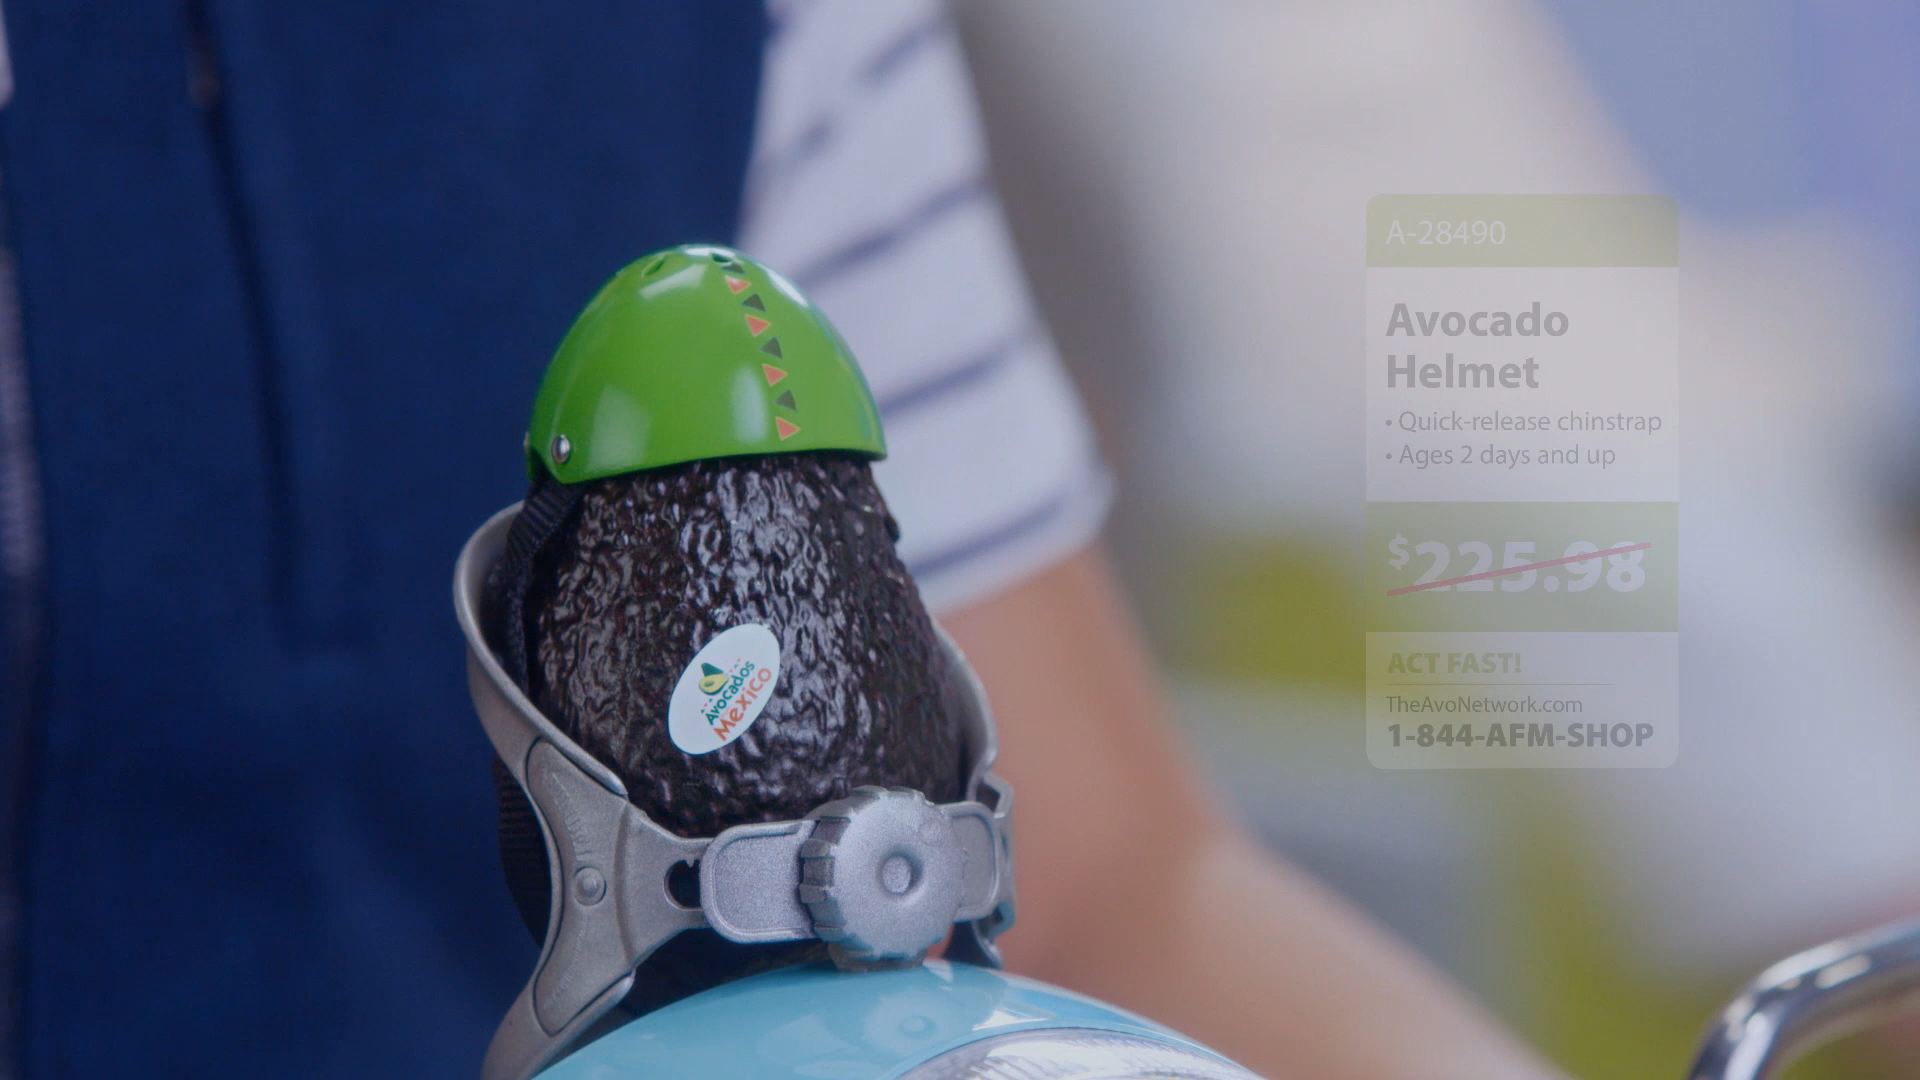 A-28490
Avocado
Helmet
• Quick-release chinstrap
• Ages 2 days and up
$225.98
ACT FAST!
TheAvoNetwork.com
1-844-AFM-SHOP
Avocados
Mexico